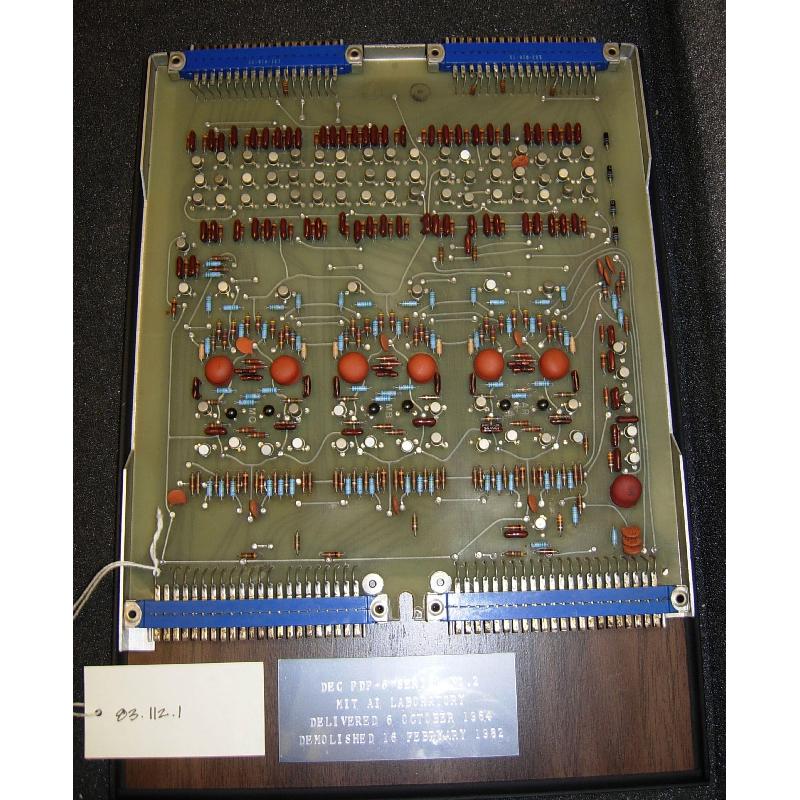 83.112.1
DEC PDP-6
MIT AI LABORATORY
DELIVERED 6 OCTOBER 1964
DEMOLISHED 16 FEBRUARY 1982